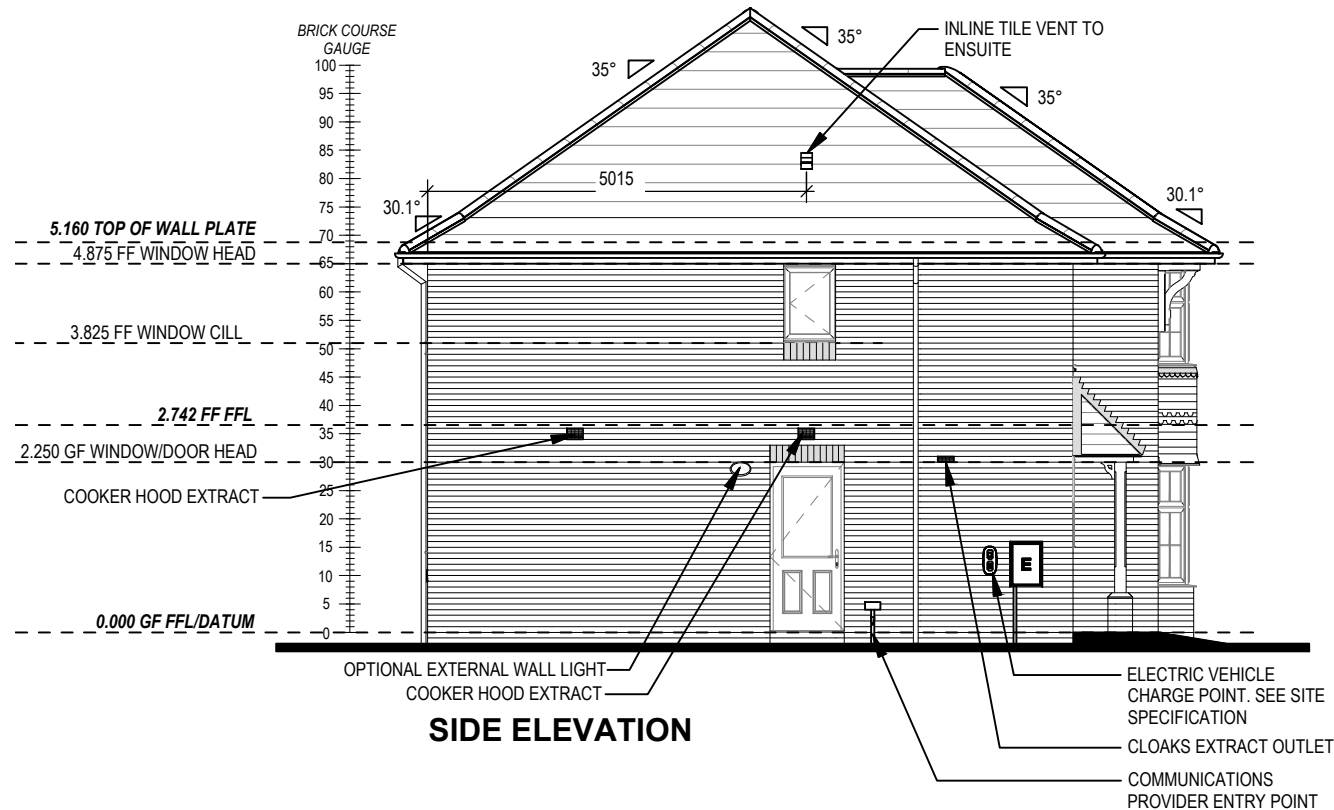 BRICK COURSE
GAUGE
100
95
90
85
80
75
70
65
60
55
50
45
40
35
30
25
20
15
10
5
0
35°
35°
35°
30.1°
30.1°
INLINE TILE VENT TO
ENSUITE
5015
5.160 TOP OF WALL PLATE
4.875 FF WINDOW HEAD
3.825 FF WINDOW CILL
2.742 FF FFL
2.250 GF WINDOW/DOOR HEAD
COOKER HOOD EXTRACT
0.000 GF FFL/DATUM
E
OPTIONAL EXTERNAL WALL LIGHT
COOKER HOOD EXTRACT
SIDE ELEVATION
ELECTRIC VEHICLE
CHARGE POINT. SEE SITE
SPECIFICATION
CLOAKS EXTRACT OUTLET
COMMUNICATIONS
PROVIDER ENTRY POINT